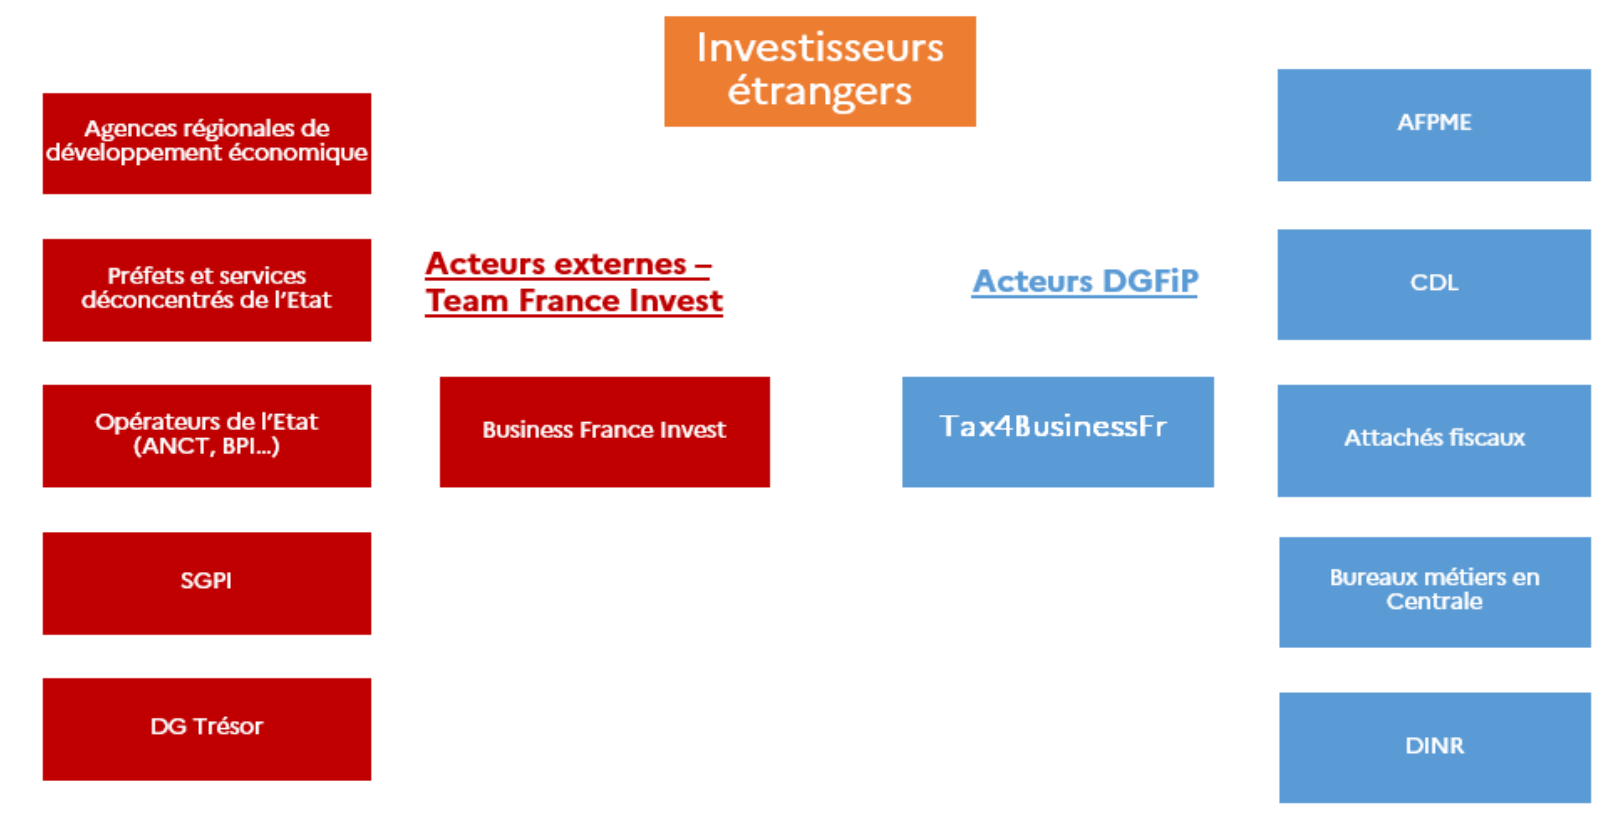 Investisseurs
étrangers
Agences régionales de
développement économique
Préfets et services
déconcentrés de l'Etat
Opérateurs de l'Etat
(ANCT, BPI...)
SGPI
DG Trésor
Acteurs externes –
Team France Invest
Business France Invest
Acteurs DGFiP
Tax4BusinessFr
AFPME
CDL
Attachés fiscaux
Bureaux métiers en
Centrale
DINR